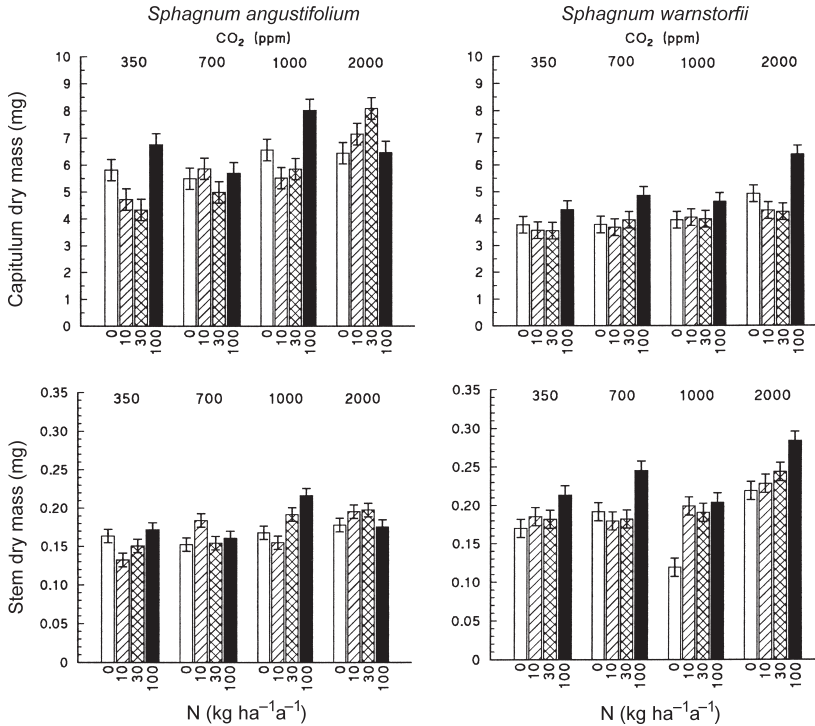 Sphagnum angustifolium
Sphagnum warnstorfii
CO₂ (ppm)
CO₂ (ppm)
350 700 1000 2000
350 700 1000 2000
Capitulum dry mass (mg)
10
9
8
7
6
5
4
3
2
1
0
10
9
8
7
6
5
4
3
2
1
0
0 10 30 100 0 10 30 100 0 10 30 100 0 10 30 100
0 10 30 100 0 10 30 100 0 10 30 100 0 10 30 100
350 700 1000 2000
350 700 1000 2000
Stem dry mass (mg)
0.35
0.30
0.25
0.20
0.15
0.10
0.05
0
0.35
0.30
0.25
0.20
0.15
0.10
0.05
0
0 10 30 100 0 10 30 100 0 10 30 100 0 10 30 100
0 10 30 100 0 10 30 100 0 10 30 100 0 10 30 100
N (kg ha⁻¹a⁻¹)
N (kg ha⁻¹a⁻¹)